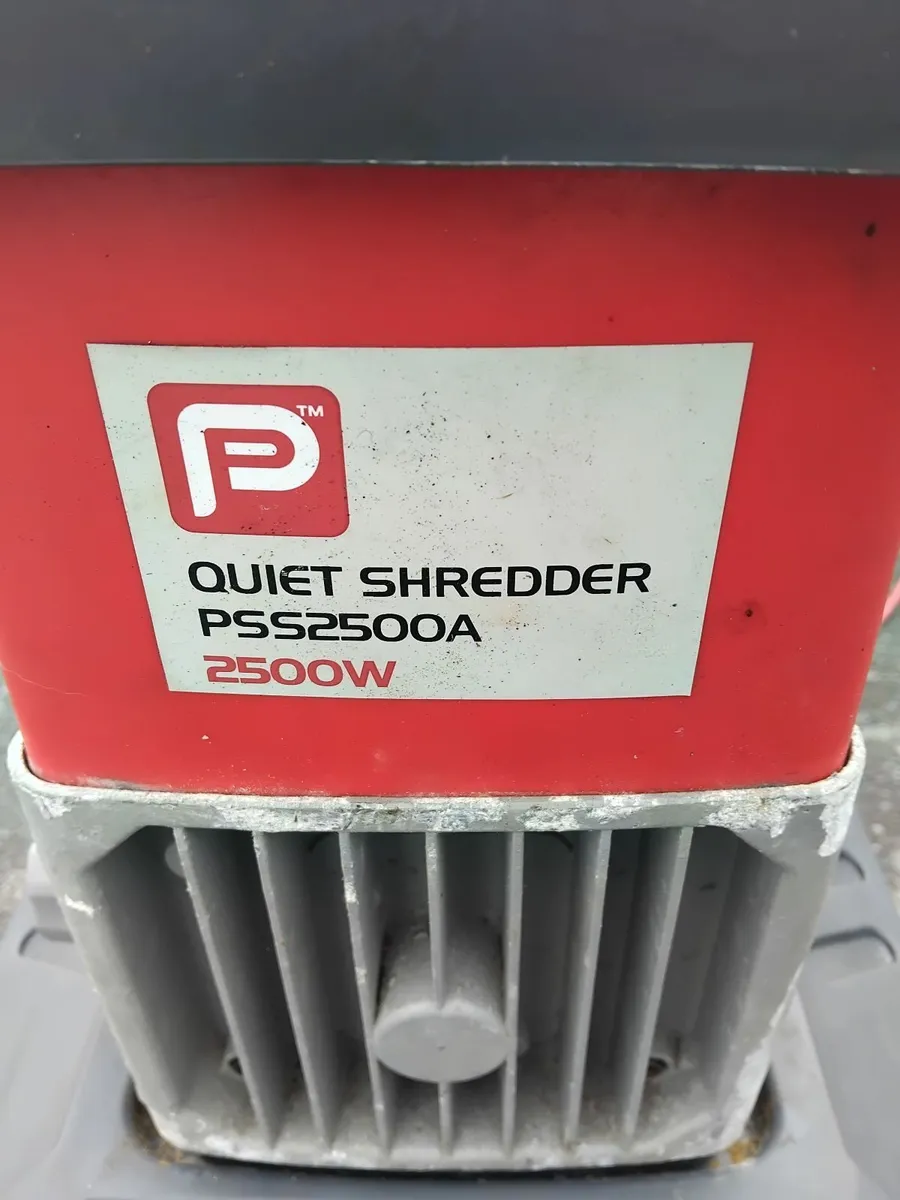 P™
QUIET SHREDDER
PSS2500A
2500W